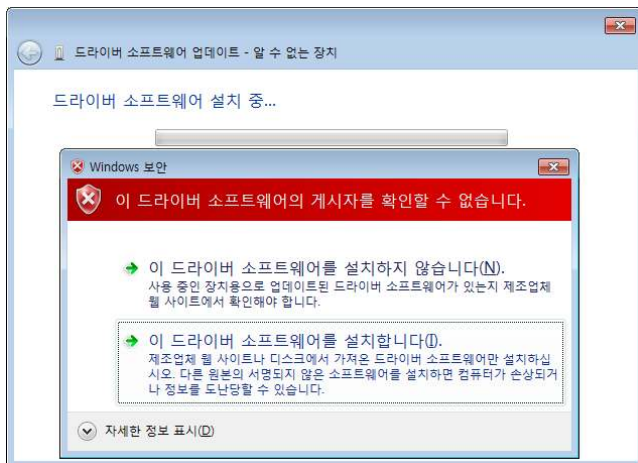 드라이버 소프트웨어 업데이트 - 알 수 없는 장치
드라이버 소프트웨어 설치 중...
Windows 보안
이 드라이버 소프트웨어의 게시자를 확인할 수 없습니다.
이 드라이버 소프트웨어를 설치하지 않습니다(N).
사용 중인 장치용으로 업데이트된 드라이버 소프트웨어가 있는지 제조업체
웹 사이트에서 확인해야 합니다.
이 드라이버 소프트웨어를 설치합니다(I).
제조업체 웹 사이트나 디스크에서 가져온 드라이버 소프트웨어만 설치하십
시오. 다른 원본의 서명되지 않은 소프트웨어를 설치하면 컴퓨터가 손상되거
나 정보를 도난당할 수 있습니다.
자세한 정보 표시(D)